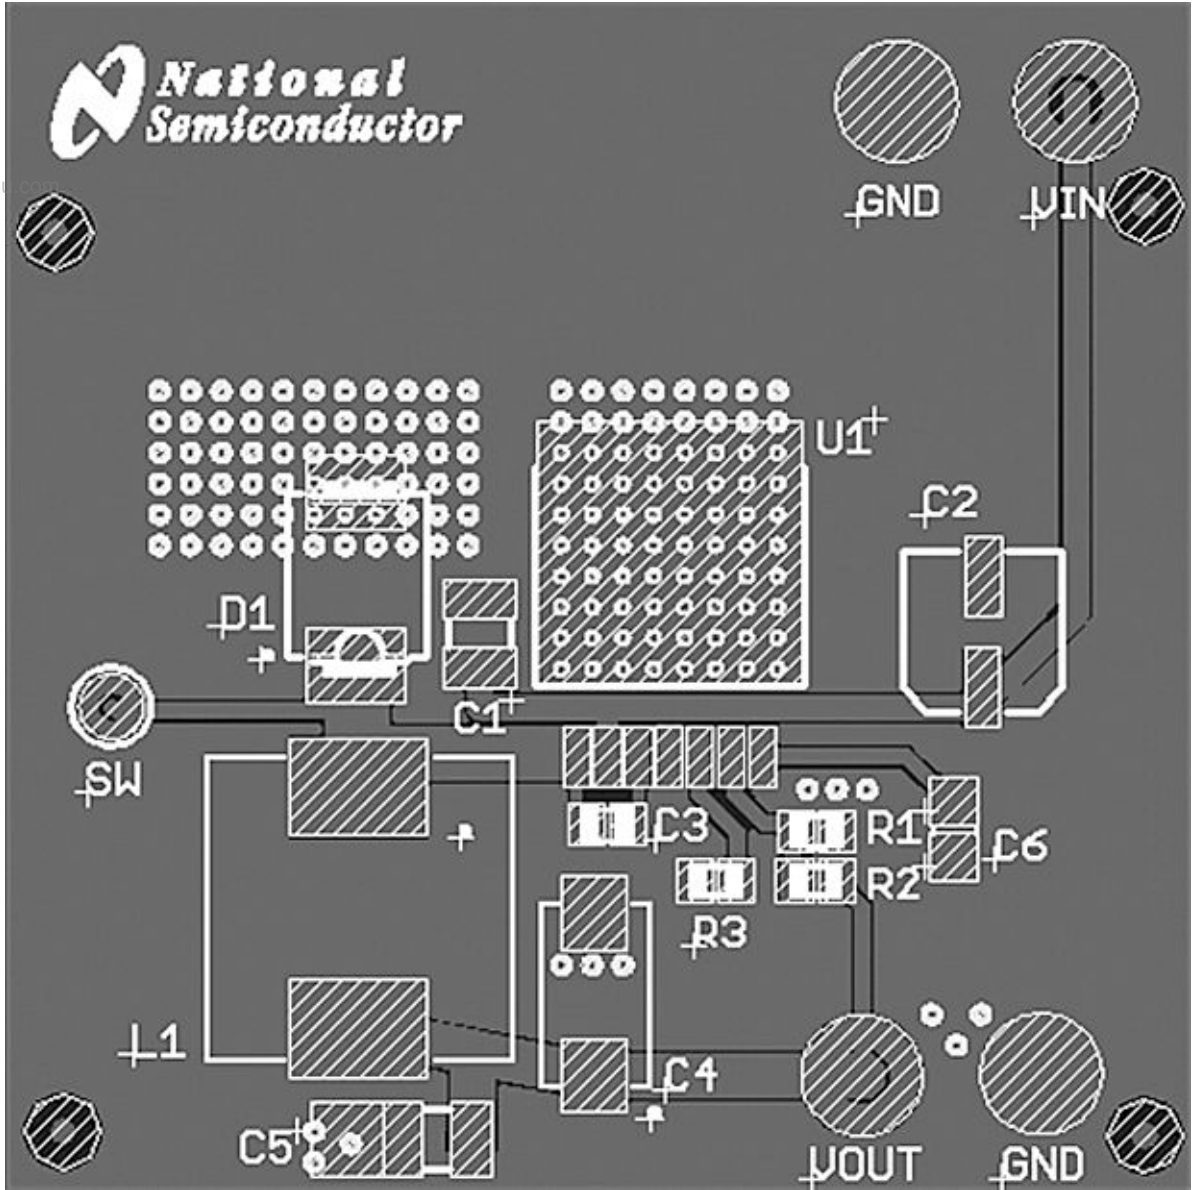 National
Semiconductor
GND
VIN
U1
C2
D1
C1
SW
C3
R1
C6
R2
R3
L1
C4
C5
VOUT
GND